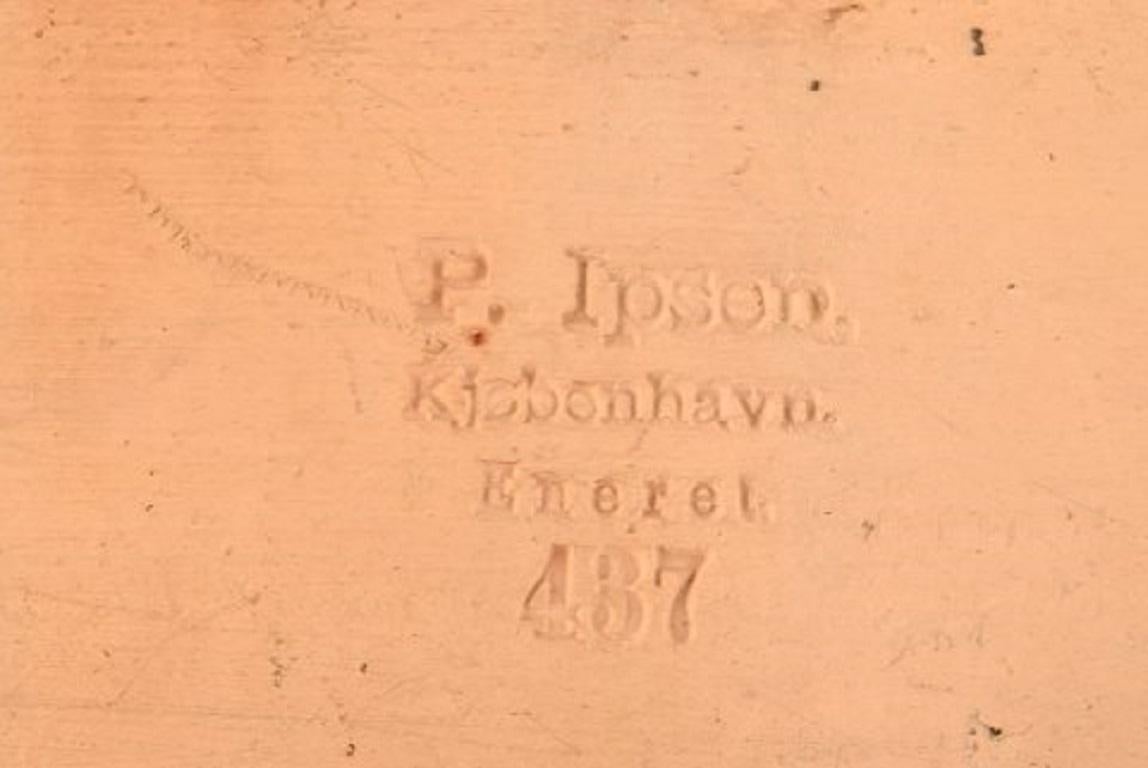 P. Ipsen.
Kjøbenhavn.
Eneret
437